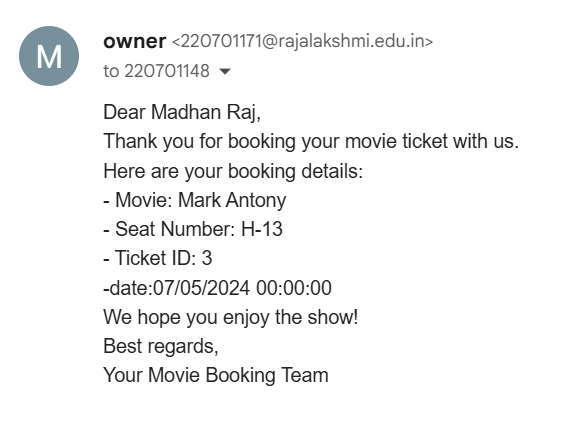 M
owner <220701171@rajalakshmi.edu.in>
to 220701148
Dear Madhan Raj,
Thank you for booking your movie ticket with us.
Here are your booking details:
- Movie: Mark Antony
- Seat Number: H-13
- Ticket ID: 3
-date:07/05/2024 00:00:00
We hope you enjoy the show!
Best regards,
Your Movie Booking Team